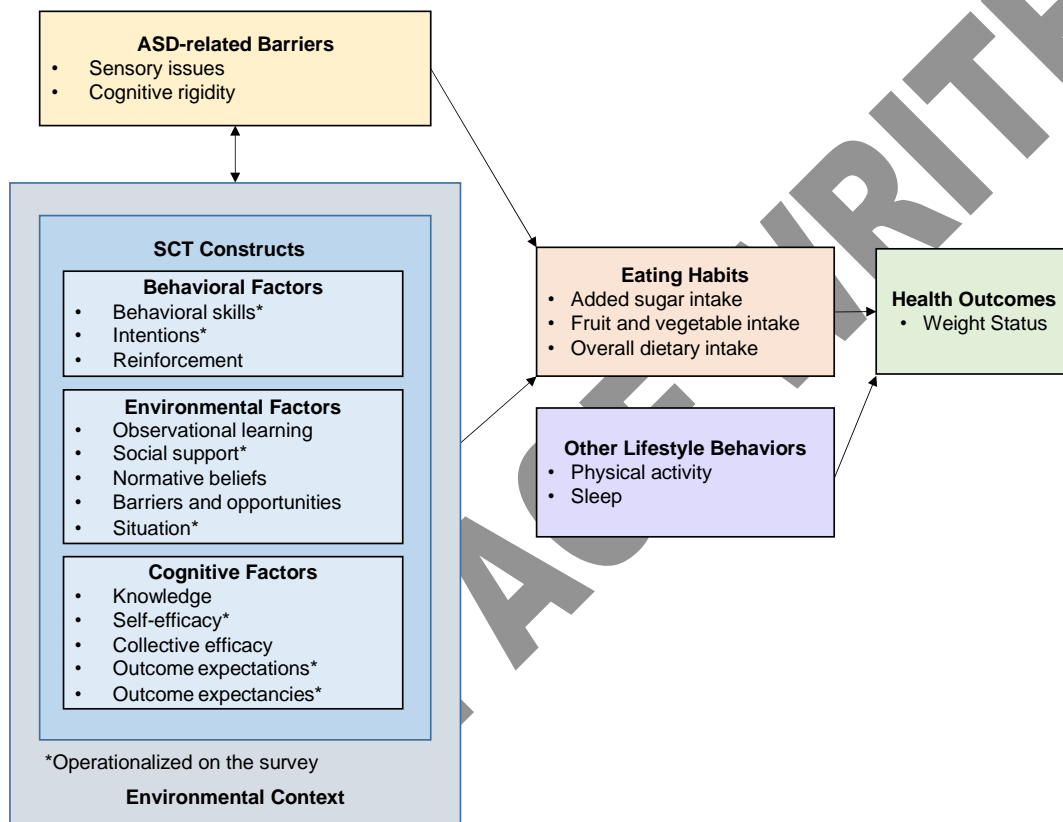 ASD-related Barriers
• Sensory issues
• Cognitive rigidity
SCT Constructs
Behavioral Factors
• Behavioral skills*
• Intentions*
• Reinforcement
Environmental Factors
• Observational learning
• Social support*
• Normative beliefs
• Barriers and opportunities
• Situation*
Cognitive Factors
• Knowledge
• Self-efficacy*
• Collective efficacy
• Outcome expectations*
• Outcome expectancies*
*Operationalized on the survey
Environmental Context
Eating Habits
• Added sugar intake
• Fruit and vegetable intake
• Overall dietary intake
Other Lifestyle Behaviors
• Physical activity
• Sleep
Health Outcomes
• Weight Status